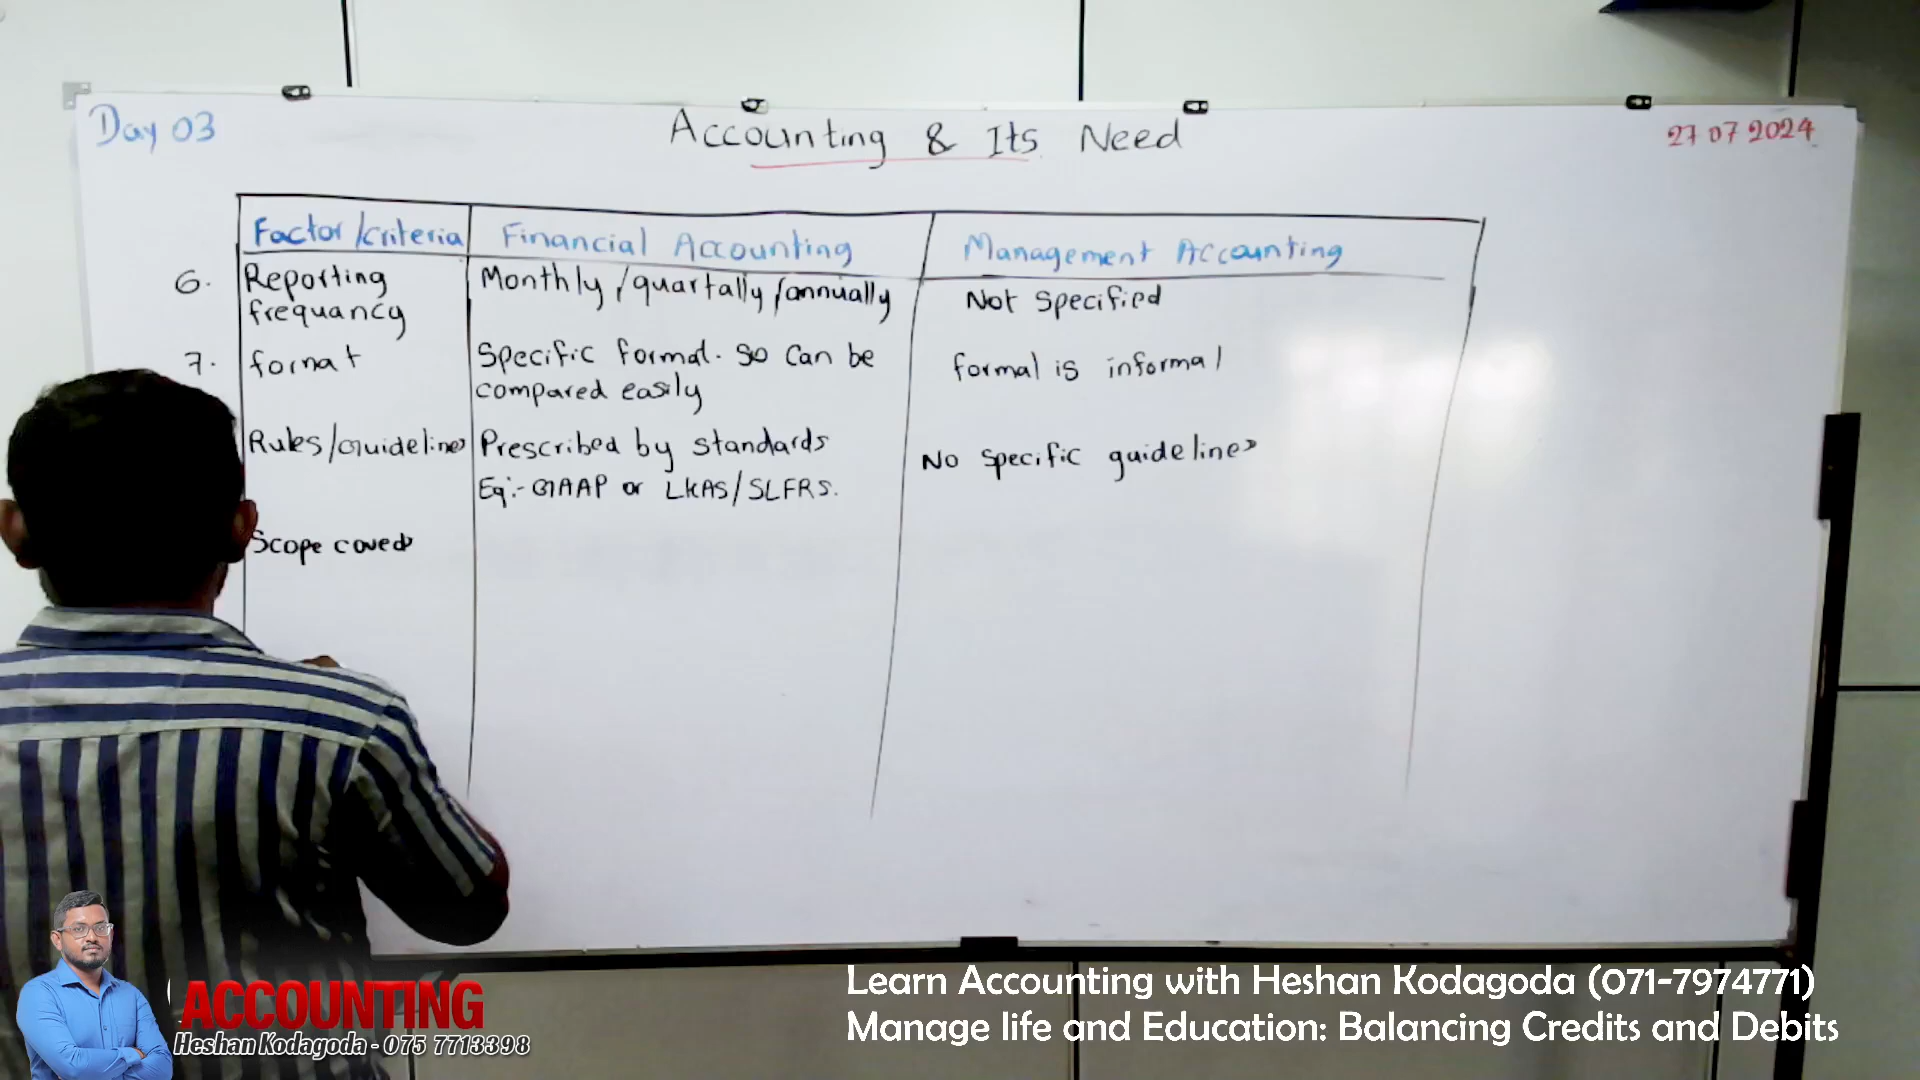 Day 03
Accounting & Its Need
27 07 2024
Factor/criteria
Financial Accounting
Management Accounting
6.
Reporting
frequancy
Monthly/quartally/annually
Not Specified
7.
format
Specific format. so can be
compared easily
format is informal
Rules/Guidelines
Prescribed by standards
Eg:- GAAP or LKAS/SLFRS.
No specific guidelines
Scope covers
ACCOUNTING
Heshan Kodagoda - 075 7713398
Learn Accounting with Heshan Kodagoda (071-7974771)
Manage life and Education: Balancing Credits and Debits